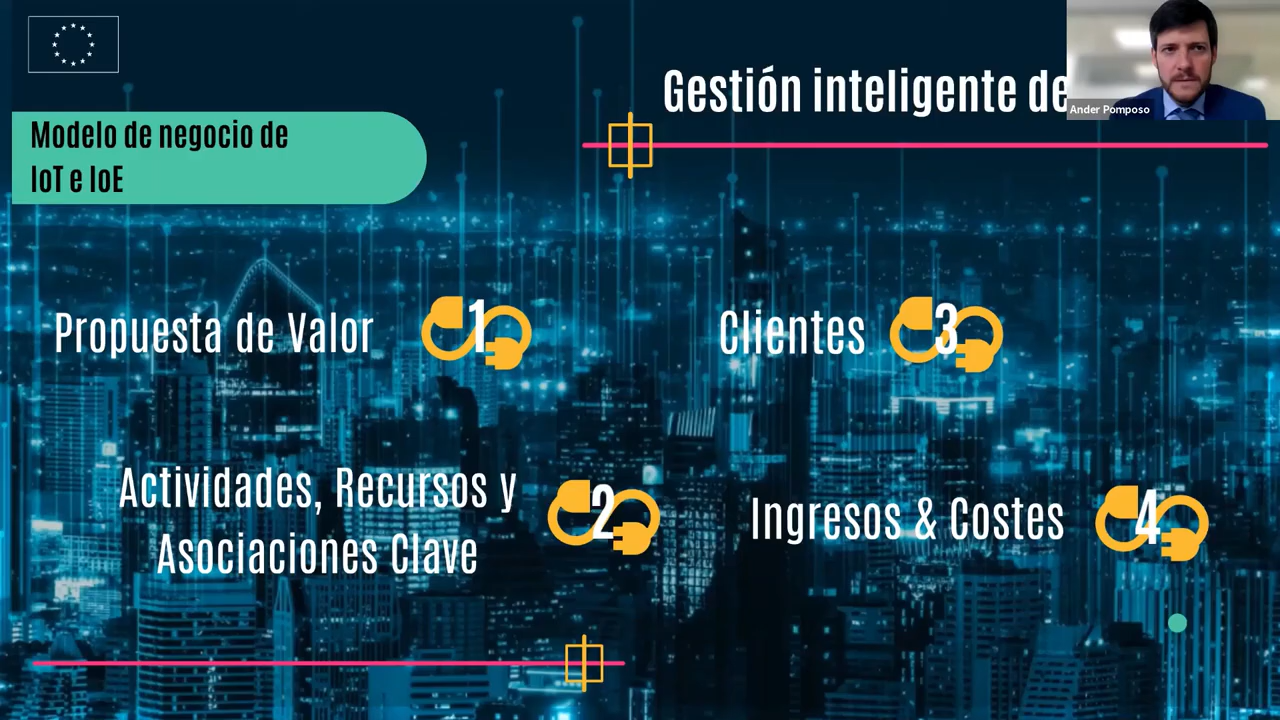 Gestión inteligente de
Ander Pomposo
Modelo de negocio de
IoT e IoE
Propuesta de Valor
1
Clientes
3
Actividades, Recursos y
Asociaciones Clave
2
Ingresos & Costes
4